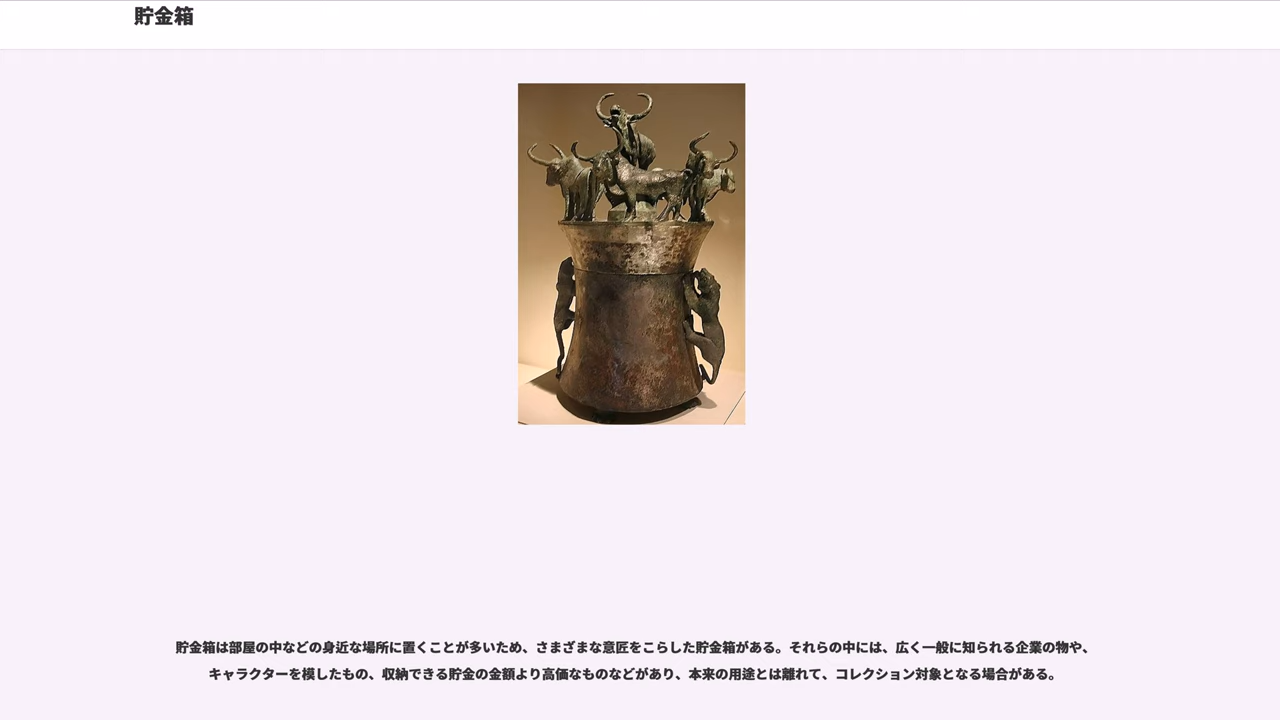 貯金箱
貯金箱は部屋の中などの身近な場所に置くことが多いため、さまざまな意匠をこらした貯金箱がある。それらの中には、広く一般に知られる企業の物や、
キャラクターを模したもの、収納できる貯金の金額より高価なものなどがあり、本来の用途とは離れて、コレクション対象となる場合がある。